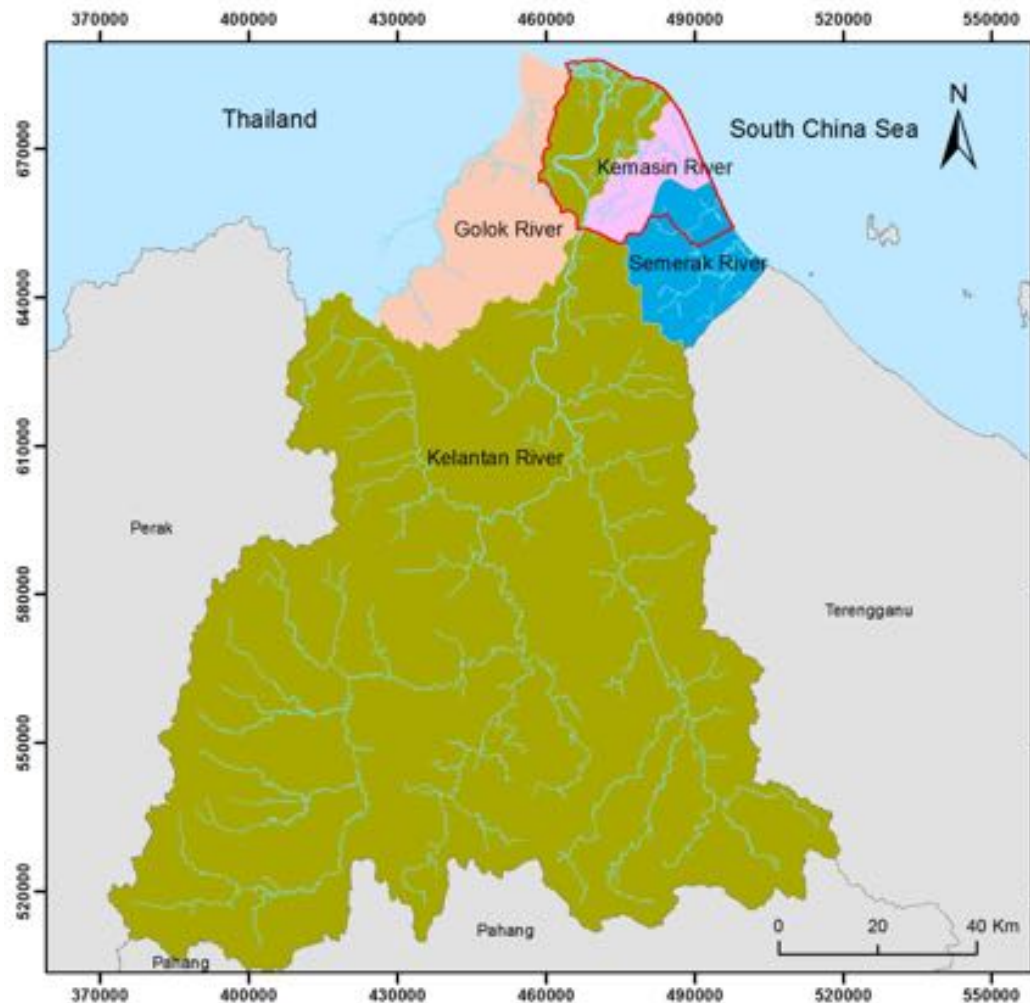 370000 400000 430000 460000 490000 520000 550000
Thailand
N
South China Sea
670000
Kemasin River
Golok River
Semerak River
640000
610000
Kelantan River
Perak
580000
Terengganu
550000
520000
0 20 40 Km
Pahang
Pahang
370000 400000 430000 460000 490000 520000 550000